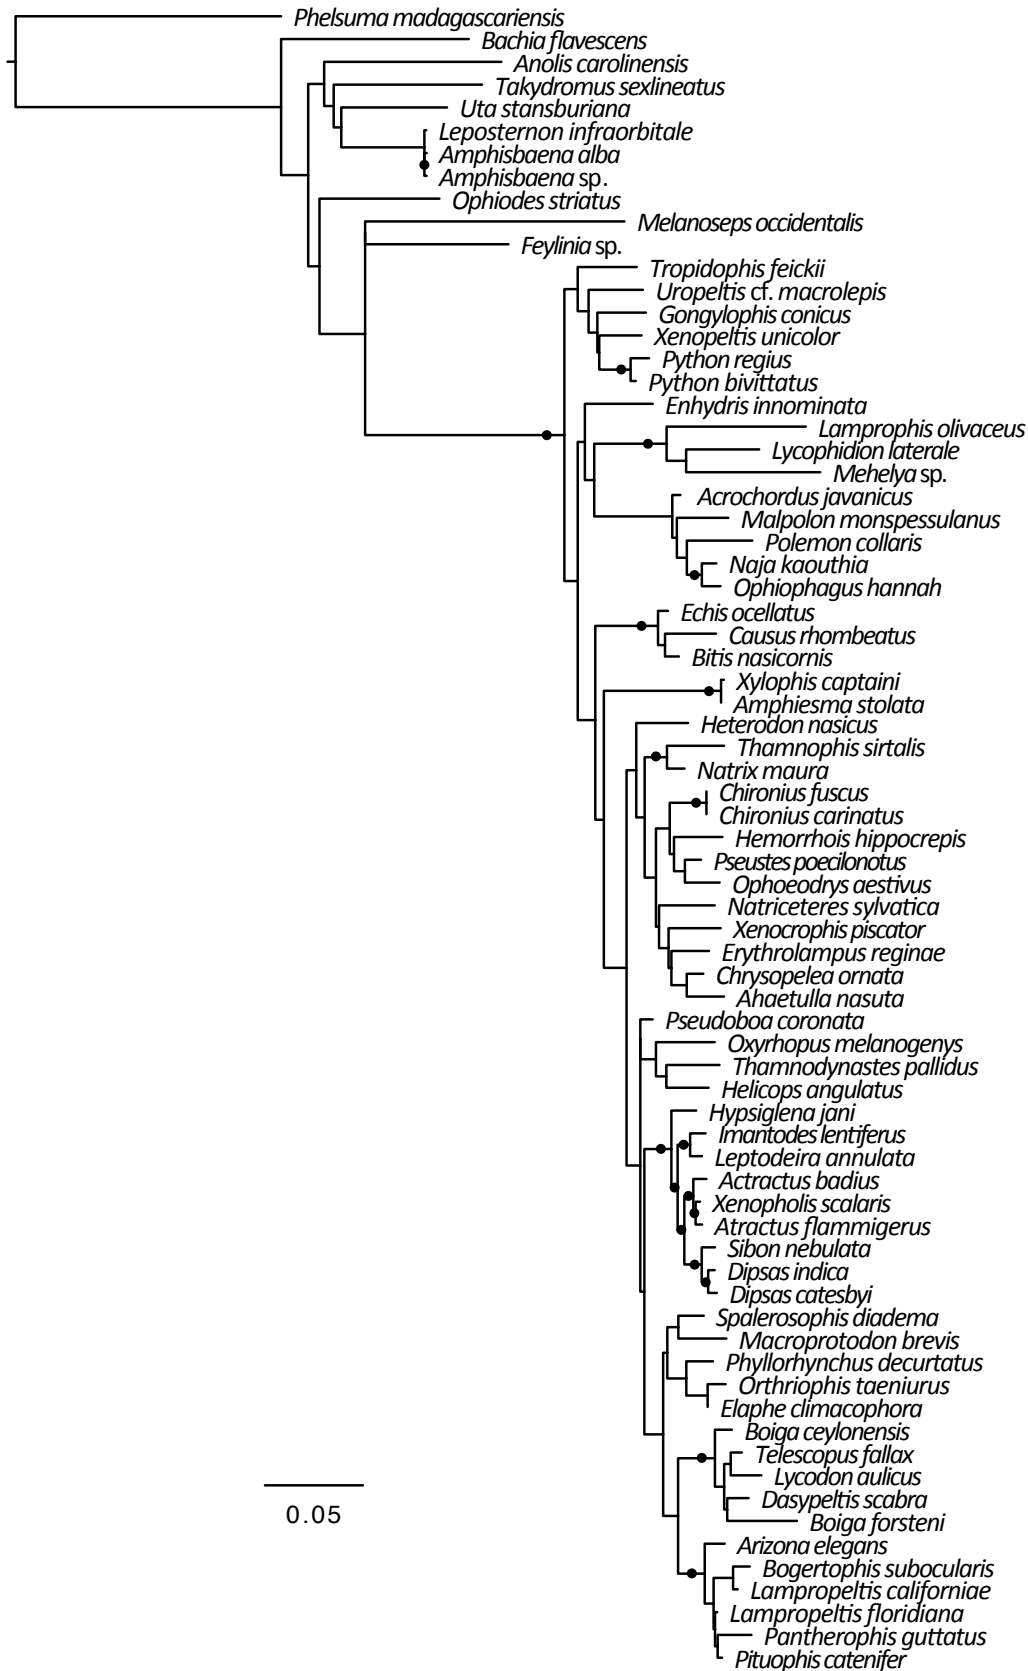 Phelsuma madagascariensis
Bachia flavescens
Anolis carolinensis
Takydromus sexlineatus
Uta stansburiana
Leposternon infraorbitale
Amphisbaena alba
Amphisbaena sp.
Ophiodes striatus
Melanoseps occidentalis
Feylinia sp.
Tropidophis feickii
Uropeltis cf. macrolepis
Gongylophis conicus
Xenopeltis unicolor
Python regius
Python bivittatus
Enhydris innominata
Lamprophis olivaceus
Lycophidion laterale
Mehelya sp.
Acrochordus javanicus
Malpolon monspessulanus
Polemon collaris
Naja kaouthia
Ophiophagus hannah
Echis ocellatus
Causus rhombeatus
Bitis nasicornis
Xylophis captaini
Amphiesma stolata
Heterodon nasicus
Thamnophis sirtalis
Natrix maura
Chironius fuscus
Chironius carinatus
Hemorrhois hippocrepis
Pseustes poecilonotus
Ophoeodrys aestivus
Natriceteres sylvatica
Xenocrophis piscator
Erythrolampus reginae
Chrysopelea ornata
Ahaetulla nasuta
Pseudoboa coronata
Oxyrhopus melanogenys
Thamnodynastes pallidus
Helicops angulatus
Hypsiglena jani
Imantodes lentiferus
Leptodeira annulata
Actractus badius
Xenopholis scalaris
Atractus flammigerus
Sibon nebulata
Dipsas indica
Dipsas catesbyi
Spalerosophis diadema
Macroprotodon brevis
Phyllorhynchus decurtatus
Orthriophis taeniurus
Elaphe climacophora
Boiga ceylonensis
Telescopus fallax
Lycodon aulicus
Dasypeltis scabra
Boiga forsteni
Arizona elegans
Bogertophis subocularis
Lampropeltis californiae
Lampropeltis floridiana
Pantherophis guttatus
Pituophis catenifer
0.05